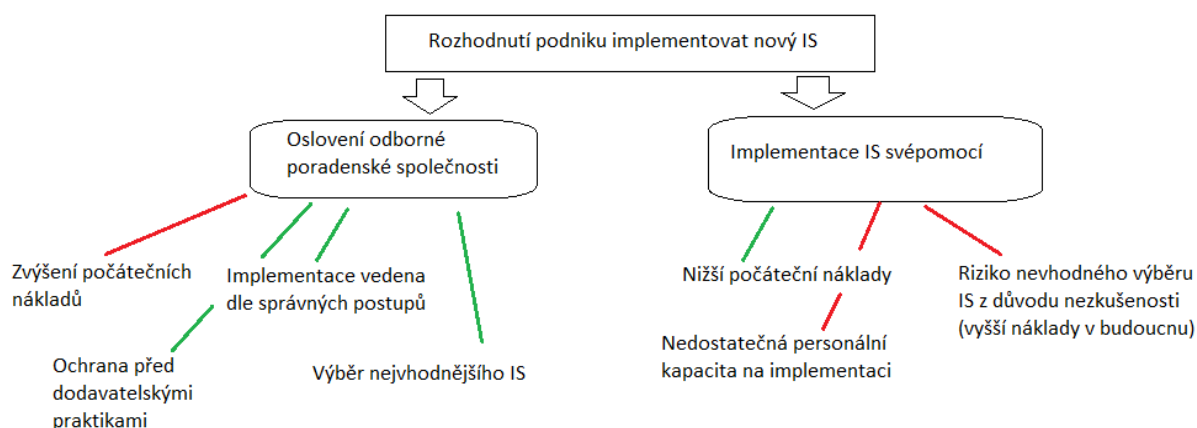 Rozhodnutí podniku implementovat nový IS
Oslovení odborné
poradenské společnosti
Implementace IS svépomocí
Zvýšení počátečních
nákladů
Implementace vedena
dle správných postupů
Ochrana před
dodavatelskými
praktikami
Výběr nejvhodnějšího IS
Nižší počáteční náklady
Nedostatečná personální
kapacita na implementaci
Riziko nevhodného výběru
IS z důvodu nezkušenosti
(vyšší náklady v budoucnu)